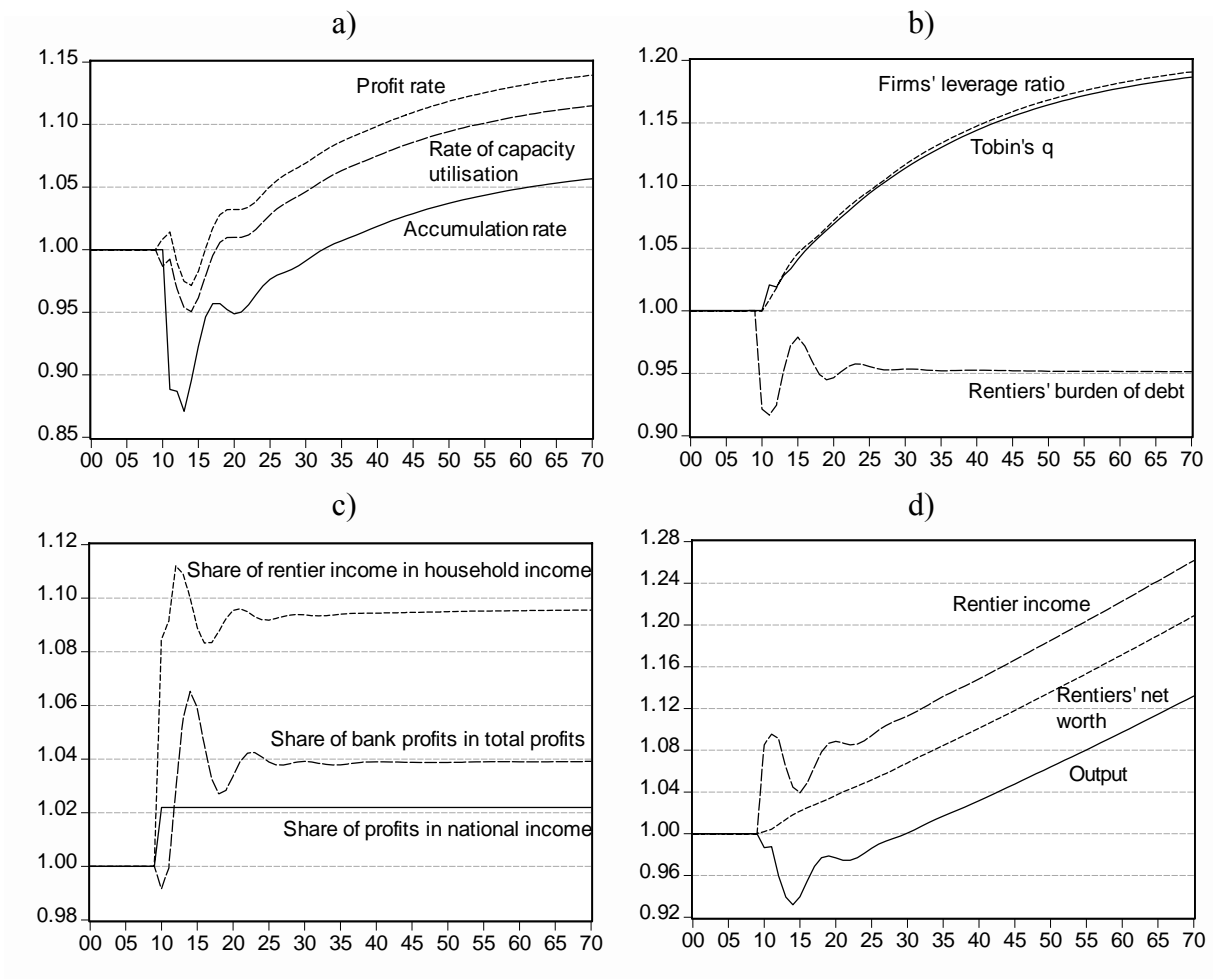 a)
1.15
1.10
1.05
1.00
0.95
0.90
0.85
Profit rate
Rate of capacity
utilisation
Accumulation rate
00 05 10 15 20 25 30 35 40 45 50 55 60 65 70
b)
1.20
1.15
1.10
1.05
1.00
0.95
0.90
Firms' leverage ratio
Tobin's q
Rentiers' burden of debt
00 05 10 15 20 25 30 35 40 45 50 55 60 65 70
c)
1.12
1.10
1.08
1.06
1.04
1.02
1.00
0.98
Share of rentier income in household income
Share of bank profits in total profits
Share of profits in national income
00 05 10 15 20 25 30 35 40 45 50 55 60 65 70
d)
1.28
1.24
1.20
1.16
1.12
1.08
1.04
1.00
0.96
0.92
Rentier income
Rentiers' net
worth
Output
00 05 10 15 20 25 30 35 40 45 50 55 60 65 70